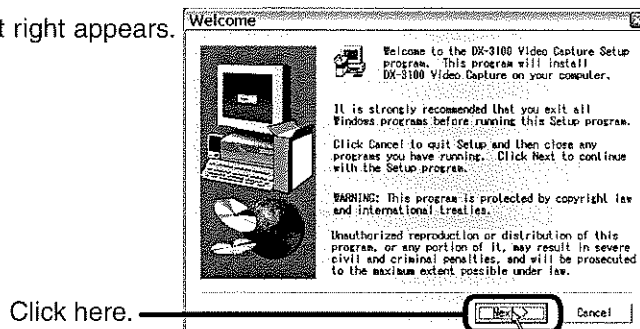 t right appears.
Welcome
Welcome to the DX-3100 Video Capture Setup
program. This program will install
DX-3100 Video Capture on your computer.
It is strongly recommended that you exit all
Windows programs before running this Setup program.
Click Cancel to quit Setup and then close any
programs you have running. Click Next to continue
with the Setup program.
WARNING: This program is protected by copyright law
and international treaties.
Unauthorized reproduction or distribution of this
program, or any portion of it, may result in severe
civil and criminal penalties, and will be prosecuted
to the maximum extent possible under law.
Click here.
Next >
Cancel